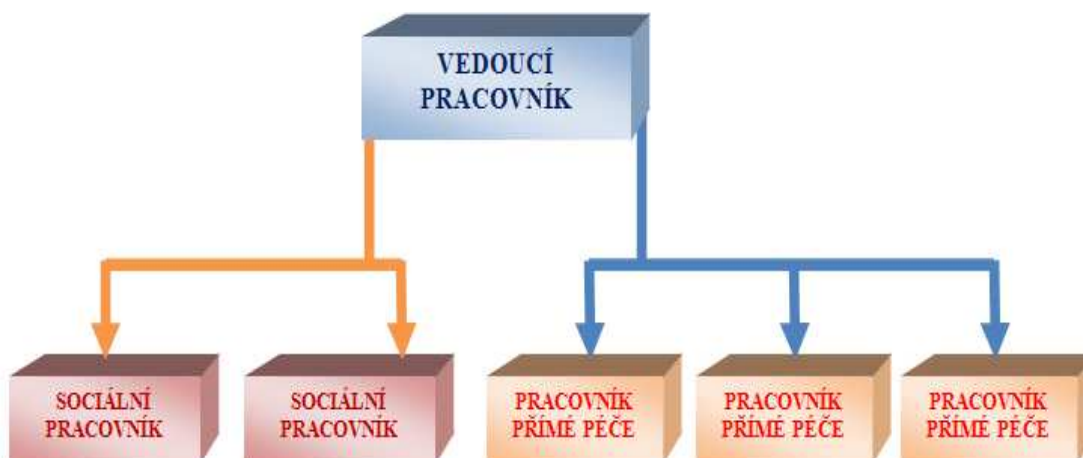 VEDOUCÍ
PRACOVNÍK
SOCIÁLNÍ
PRACOVNÍK
SOCIÁLNÍ
PRACOVNÍK
PRACOVNÍK
PŘÍMÉ PÉČE
PRACOVNÍK
PŘÍMÉ PÉČE
PRACOVNÍK
PŘÍMÉ PÉČE